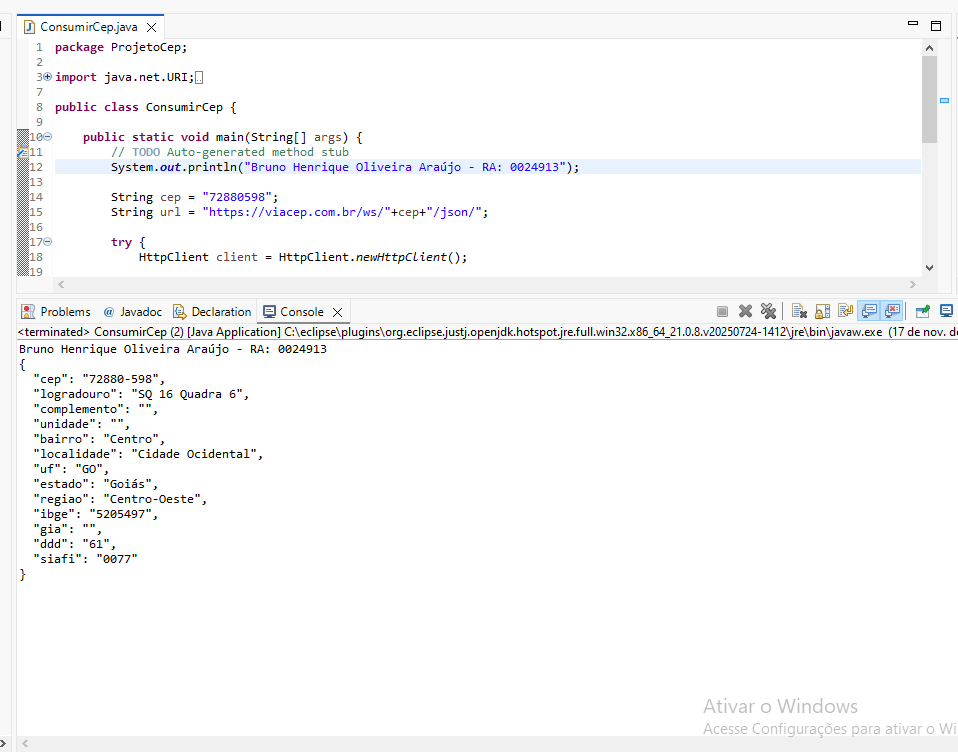 ConsumirCep.java
1 package ProjetoCep;
2
3 import java.net.URI;
7
8 public class ConsumirCep {
9
10 public static void main(String[] args) {
11 // TODO Auto-generated method stub
12 System.out.println("Bruno Henrique Oliveira Araújo - RA: 0024913");
13
14 String cep = "72880598";
15 String url = "https://viacep.com.br/ws/"+cep+"/json/";
16
17 try {
18 HttpClient client = HttpClient.newHttpClient();
19
Problems @ Javadoc Declaration Console
<terminated> ConsumirCep (2) [Java Application] C:\eclipse\plugins\org.eclipse.justj.openjdk.hotspot.jre.full.win32.x86_64_21.0.8.v20250724-1412\jre\bin\javaw.exe (17 de nov. de
Bruno Henrique Oliveira Araújo - RA: 0024913
{
"cep": "72880-598",
"logradouro": "SQ 16 Quadra 6",
"complemento": "",
"unidade": "",
"bairro": "Centro",
"localidade": "Cidade Ocidental",
"uf": "GO",
"estado": "Goiás",
"regiao": "Centro-Oeste",
"ibge": "5205497",
"gia": "",
"ddd": "61",
"siafi": "0077"
}
Ativar o Windows
Acesse Configurações para ativar o Wi